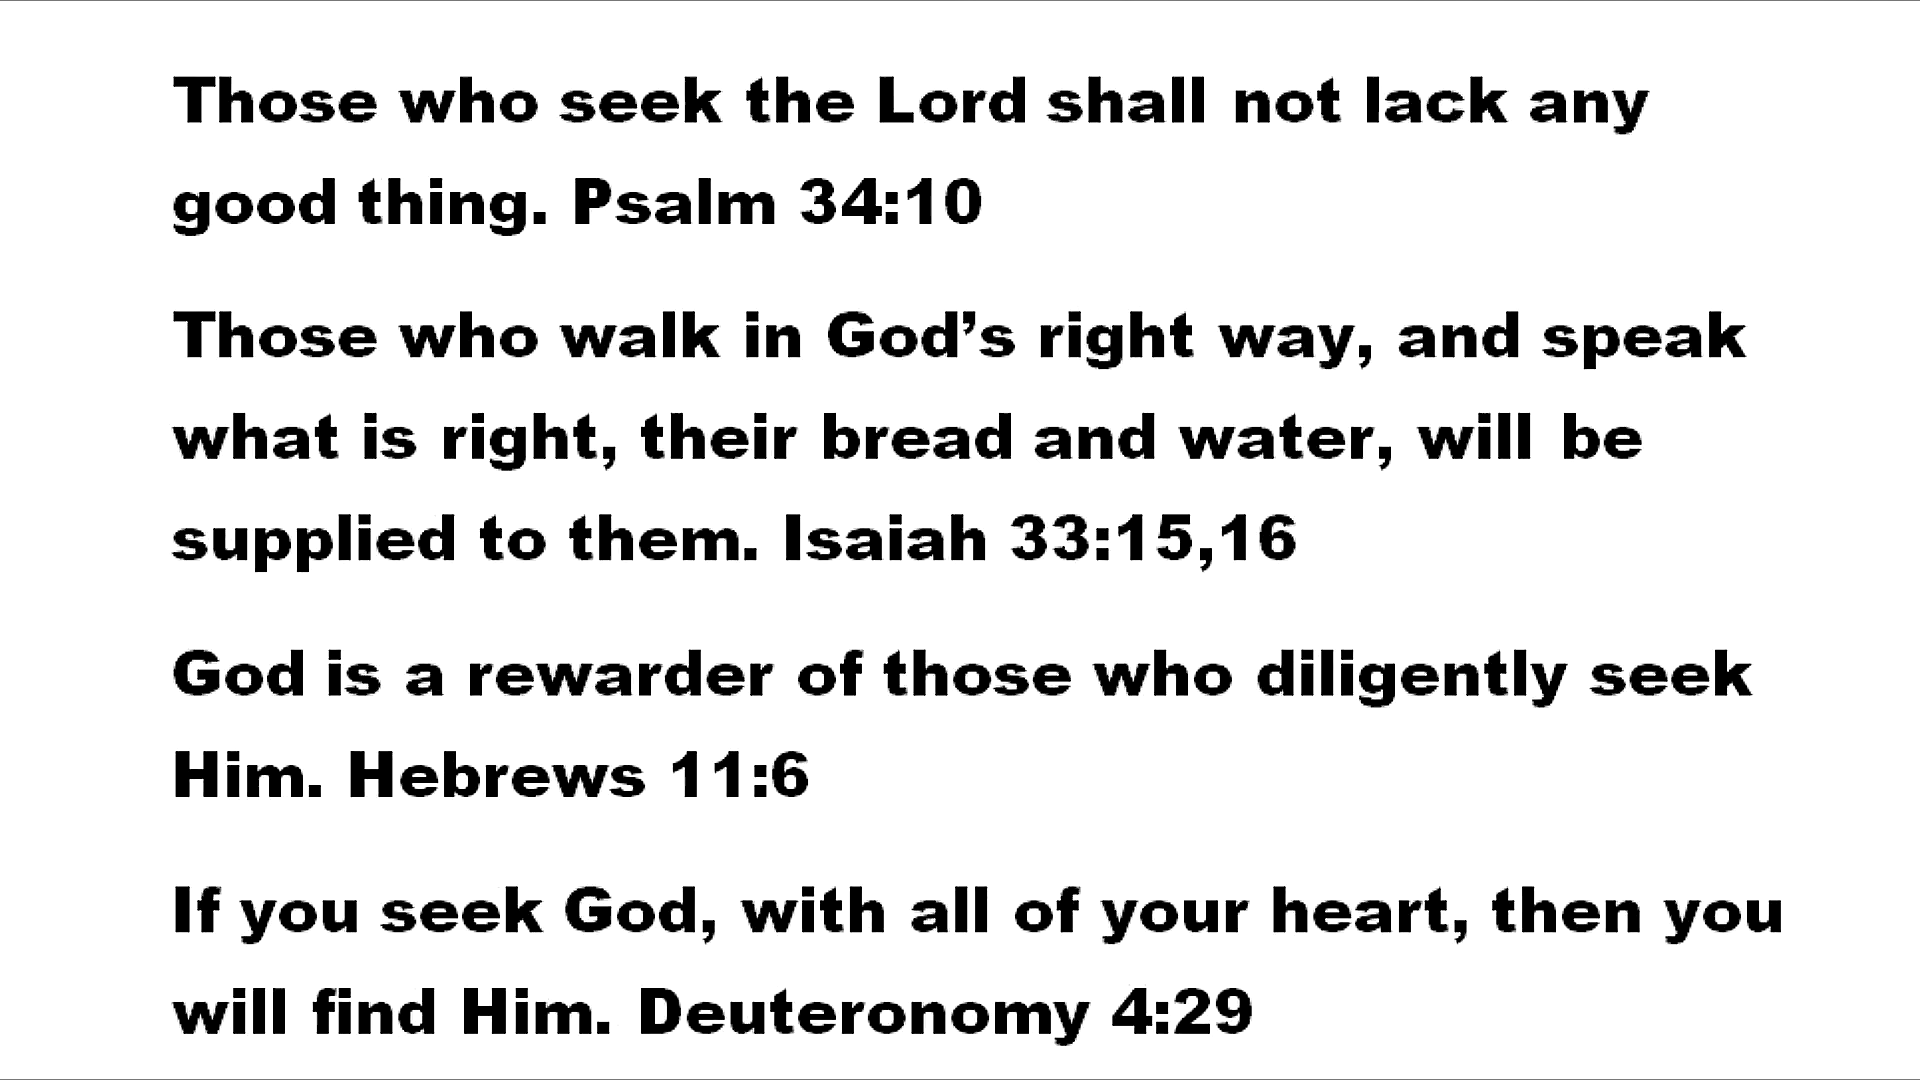 Those who seek the Lord shall not lack any
good thing. Psalm 34:10
Those who walk in God’s right way, and speak
what is right, their bread and water, will be
supplied to them. Isaiah 33:15,16
God is a rewarder of those who diligently seek
Him. Hebrews 11:6
If you seek God, with all of your heart, then you
will find Him. Deuteronomy 4:29